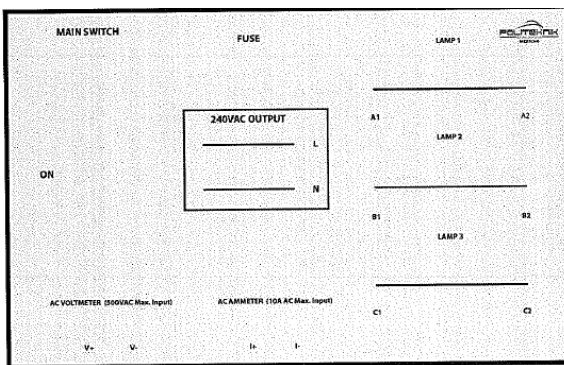 MAIN SWITCH
FUSE
LAMP 1
POLITEKNIK
240VAC OUTPUT
L
N
A1
A2
LAMP 2
ON
B1
B2
LAMP 3
AC VOLTMETER (500VAC Max. Input)
AC AMMETER (10A AC Max. Input)
C1
C2
V+
V-
I+
I-